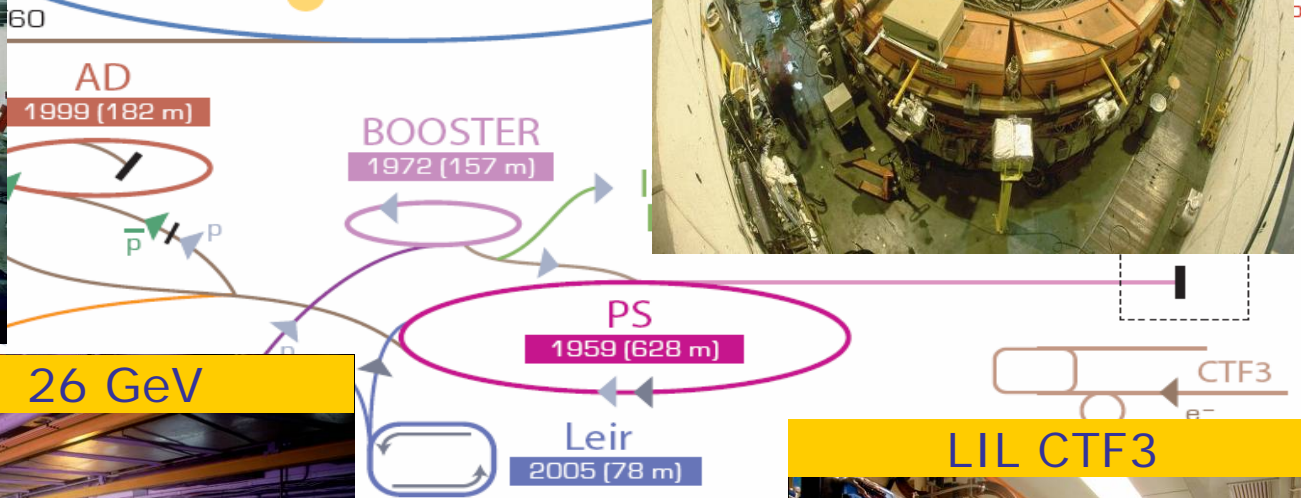 60
AD
1999 (182 m)
BOOSTER
1972 (157 m)
p̅
p
PS
1959 (628 m)
26 GeV
CTF3
e⁻
Leir
2005 (78 m)
LIL CTF3